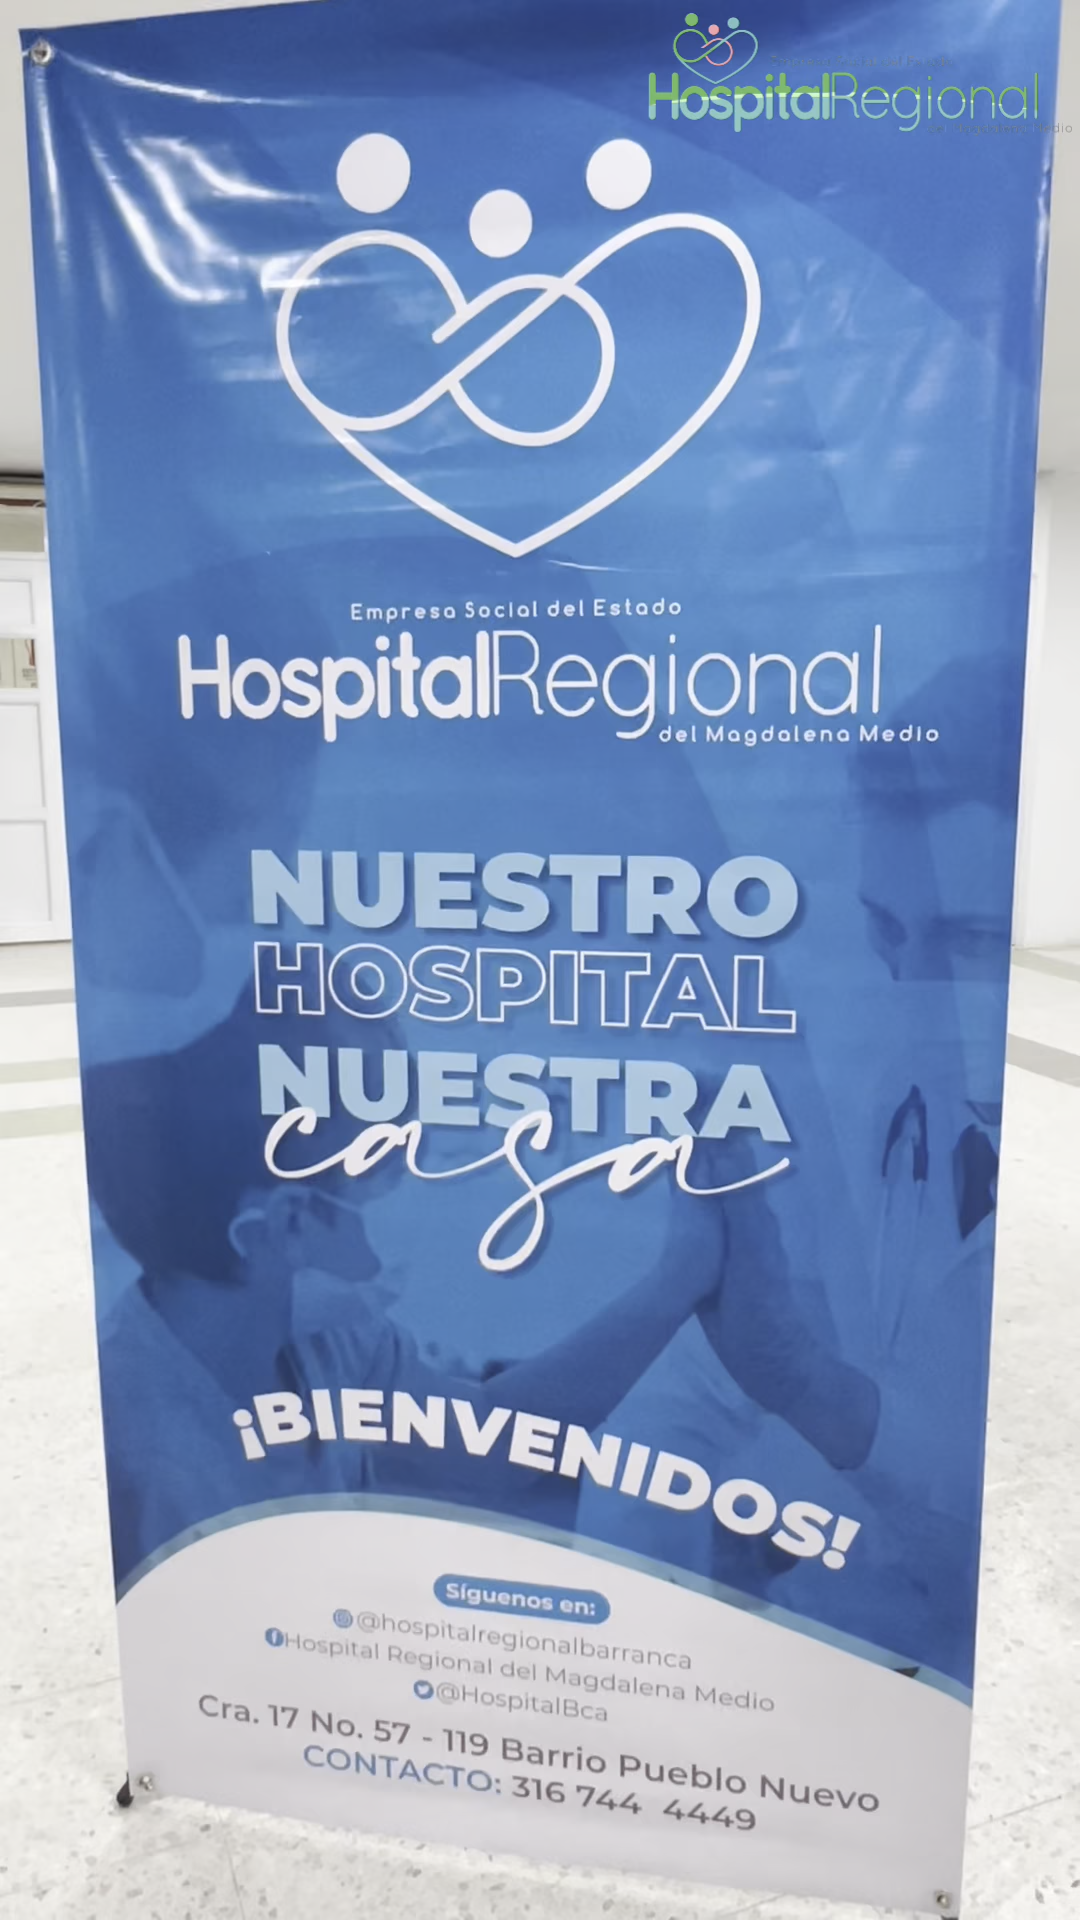 HospitalRegional
Empresa Social del Estado
HospitalRegional
del Magdalena Medio
NUESTRO
HOSPITAL
NUESTRA
casa
¡BIENVENIDOS!
Síguenos en:
@hospitalregionalbarranca
Hospital Regional del Magdalena Medio
@HospitalBca
Cra. 17 No. 57 - 119 Barrio Pueblo Nuevo
CONTACTO: 316 744 4449